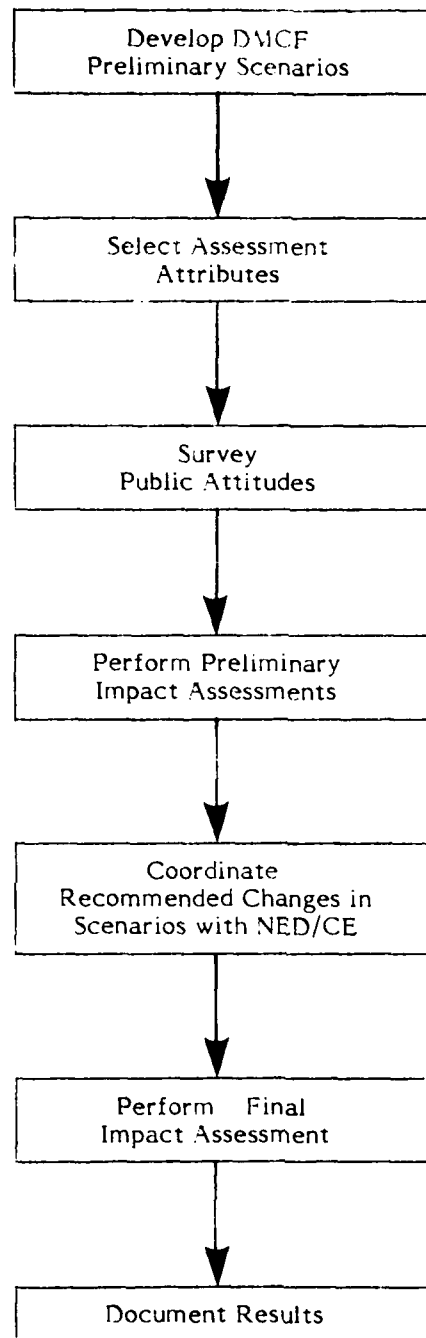 Develop DMCF
Preliminary Scenarios
Select Assessment
Attributes
Survey
Public Attitudes
Perform Preliminary
Impact Assessments
Coordinate
Recommended Changes in
Scenarios with NED/CE
Perform Final
Impact Assessment
Document Results